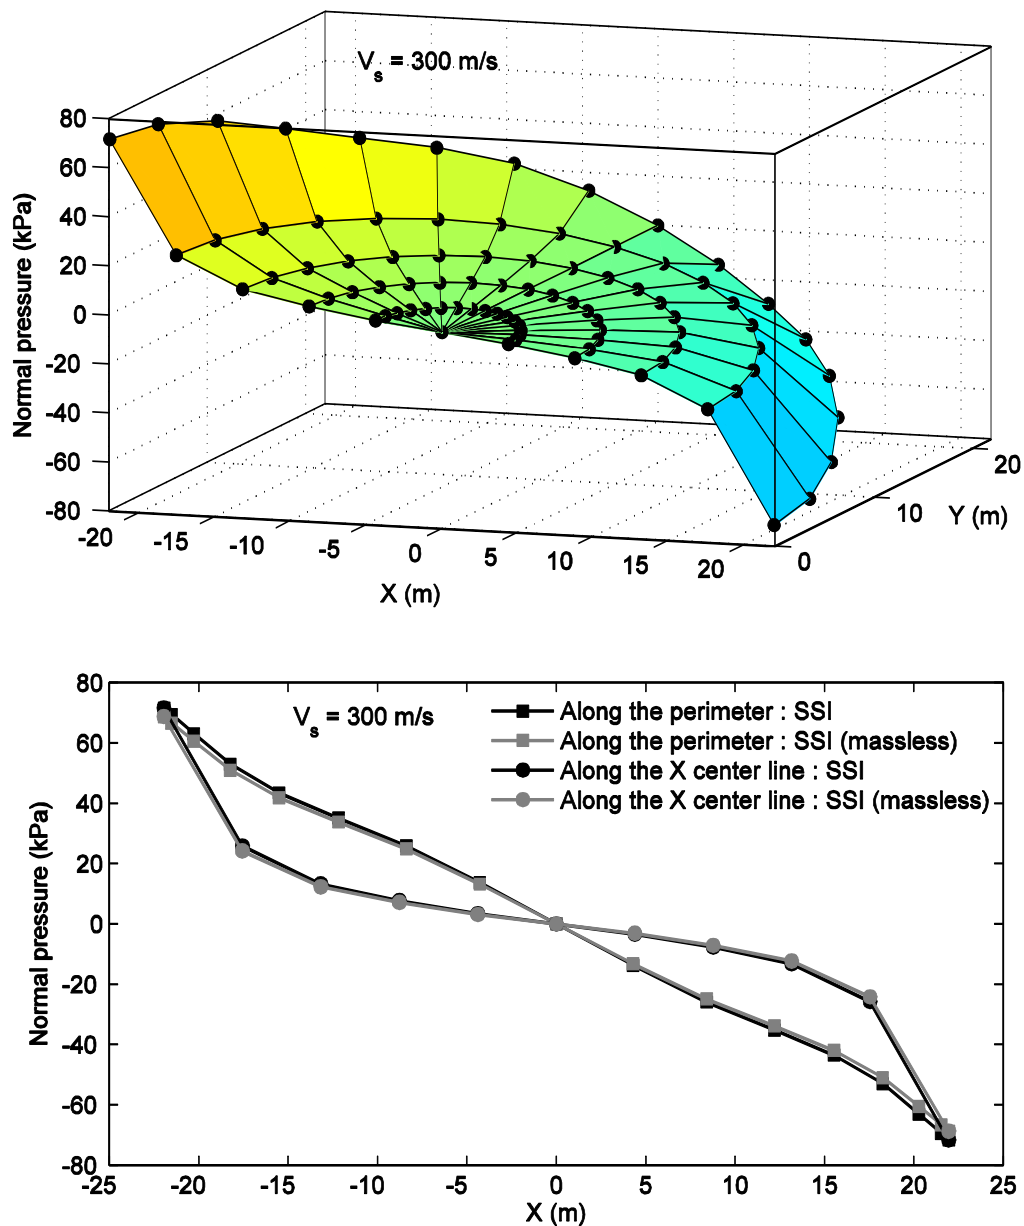 V_s = 300 m/s
Normal pressure (kPa)
80
60
40
20
0
-20
-40
-60
-80
-20
-15
-10
-5
0
5
10
15
20
X (m)
0
10
20
Y (m)
V_s = 300 m/s
Along the perimeter : SSI
Along the perimeter : SSI (massless)
Along the X center line : SSI
Along the X center line : SSI (massless)
Normal pressure (kPa)
80
60
40
20
0
-20
-40
-60
-80
-25 -20 -15 -10 -5 0 5 10 15 20 25
X (m)